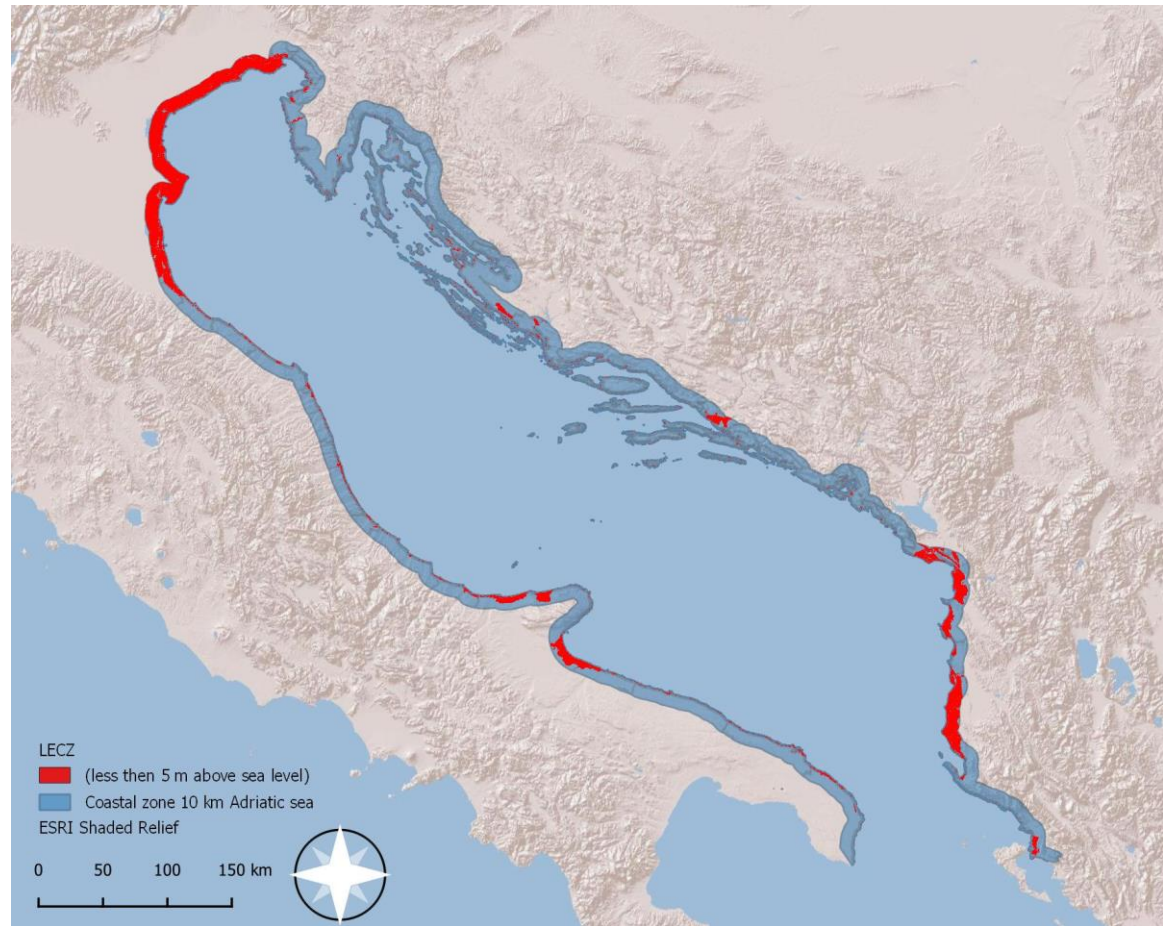 LECZ
(less then 5 m above sea level)
Coastal zone 10 km Adriatic sea
ESRI Shaded Relief
0 50 100 150 km